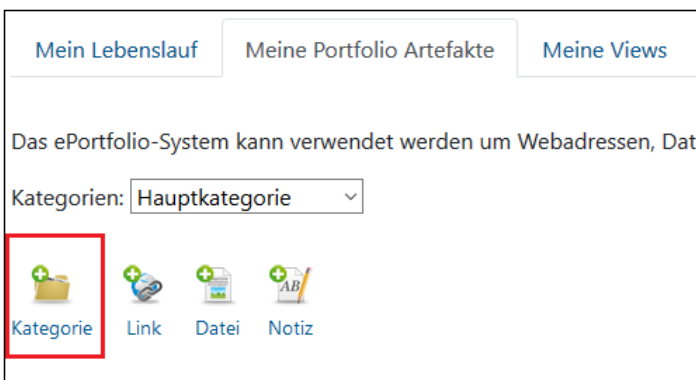 Mein Lebenslauf Meine Portfolio Artefakte Meine Views
Das ePortfolio-System kann verwendet werden um Webadressen, Dat
Kategorien: Hauptkategorie
AB
Kategorie Link Datei Notiz